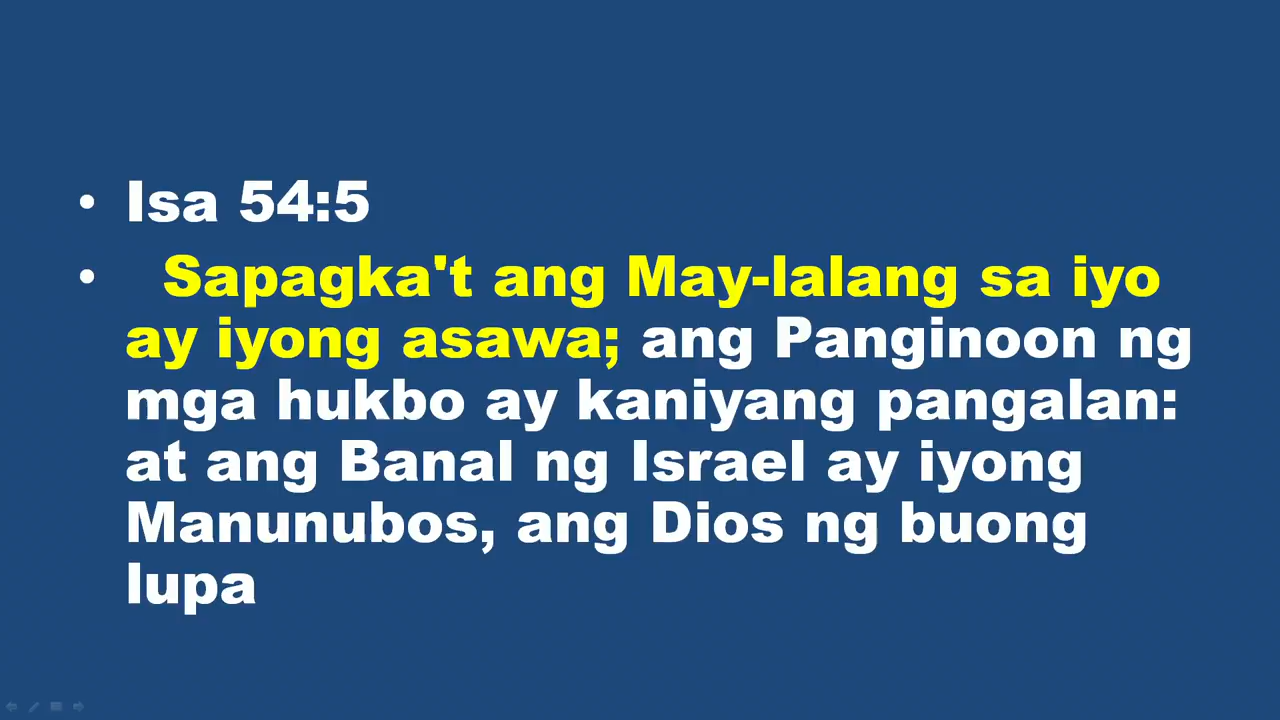 • Isa 54:5
• Sapagka't ang May-lalang sa iyo
ay iyong asawa; ang Panginoon ng
mga hukbo ay kaniyang pangalan:
at ang Banal ng Israel ay iyong
Manunubos, ang Dios ng buong
lupa